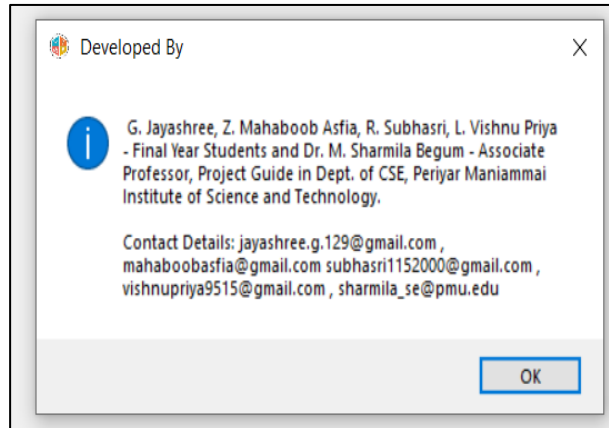 Developed By
G. Jayashree, Z. Mahaboob Asfia, R. Subhasri, L. Vishnu Priya
- Final Year Students and Dr. M. Sharmila Begum - Associate
Professor, Project Guide in Dept. of CSE, Periyar Maniammai
Institute of Science and Technology.
Contact Details: jayashree.g.129@gmail.com ,
mahaboobasfia@gmail.com subhasri1152000@gmail.com ,
vishnupriya9515@gmail.com , sharmila_se@pmu.edu
OK